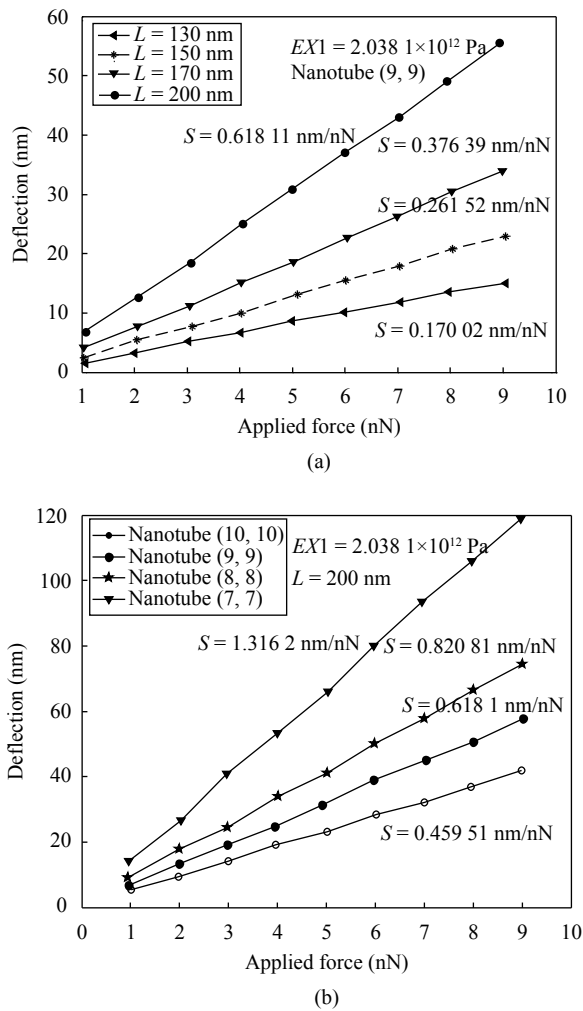 60
50
40
30
20
10
0
Deflection (nm)
L = 130 nm
L = 150 nm
L = 170 nm
L = 200 nm
EX1 = 2.038 1×10¹² Pa
Nanotube (9, 9)
S = 0.618 11 nm/nN
S = 0.376 39 nm/nN
S = 0.261 52 nm/nN
S = 0.170 02 nm/nN
1 2 3 4 5 6 7 8 9 10
Applied force (nN)
(a)
120
100
80
60
40
20
0
Deflection (nm)
Nanotube (10, 10)
Nanotube (9, 9)
Nanotube (8, 8)
Nanotube (7, 7)
EX1 = 2.038 1×10¹² Pa
L = 200 nm
S = 1.316 2 nm/nN
S = 0.820 81 nm/nN
S = 0.618 1 nm/nN
S = 0.459 51 nm/nN
0 1 2 3 4 5 6 7 8 9 10
Applied force (nN)
(b)